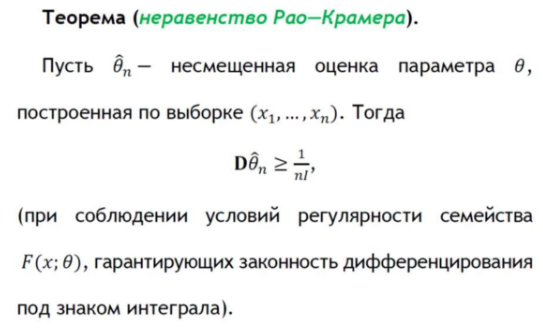 Теорема (неравенство Рао—Крамера).
Пусть θ̂ₙ — несмещенная оценка параметра θ,
построенная по выборке (x₁, ..., xₙ). Тогда
Dθ̂ₙ ≥ 1/nI,
(при соблюдении условий регулярности семейства
F(x; θ), гарантирующих законность дифференцирования
под знаком интеграла).